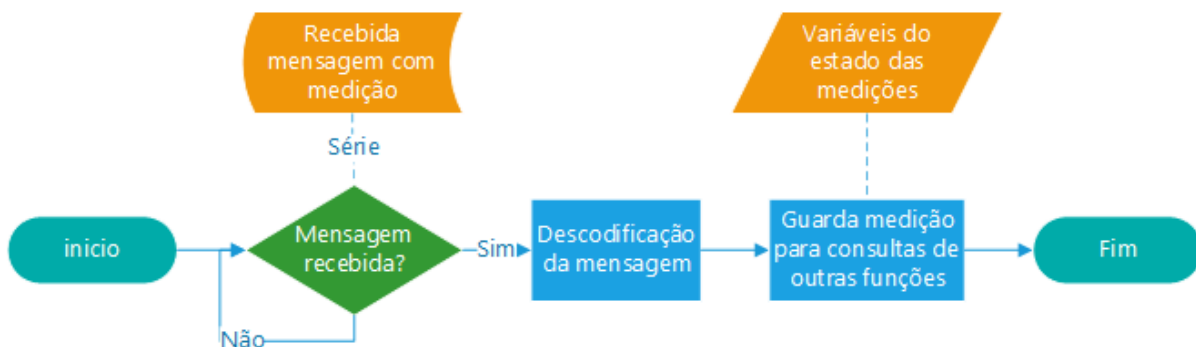 Recebida
mensagem com
medição
Variáveis do
estado das
medições
Série
inicio
Mensagem
recebida?
Sim
Descodificação
da mensagem
Guarda medição
para consultas de
outras funções
Fim
Não